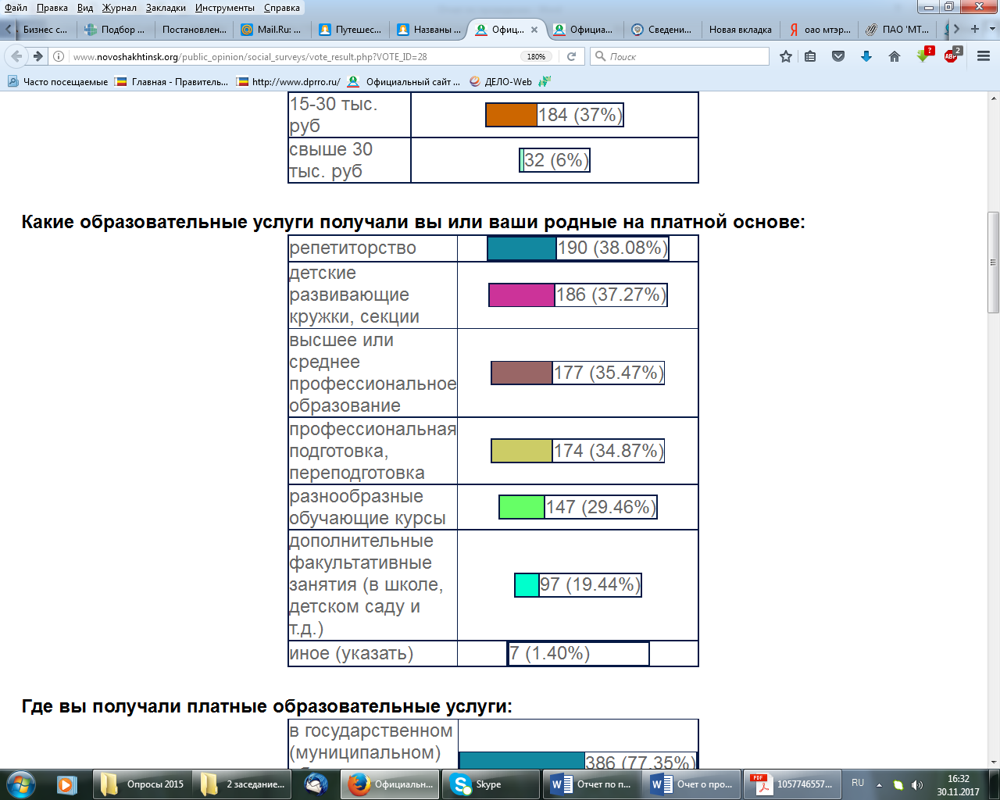 Файл Правка Вид Журнал Закладки Инструменты Справка
Бизнес с... Подбор ... Постановлен... Mail.Ru: ... Путешес... Названы ... Офиц... Официа... Сведени... Новая вкладка оао мтэр... ПАО 'МТ...
www.novoshakhtinsk.org/public_opinion/social_surveys/vote_result.php?VOTE_ID=28 180% Поиск ? ABP 2
Часто посещаемые Главная - Правитель... http://www.dprro.ru/ Официальный сайт ... ДЕЛО-Web
15-30 тыс.
руб
184 (37%)
свыше 30
тыс. руб
32 (6%)
Какие образовательные услуги получали вы или ваши родные на платной основе:
репетиторство
190 (38.08%)
детские
развивающие
кружки, секции
186 (37.27%)
высшее или
среднее
профессиональное
образование
177 (35.47%)
профессиональная
подготовка,
переподготовка
174 (34.87%)
разнообразные
обучающие курсы
147 (29.46%)
дополнительные
факультативные
занятия (в школе,
детском саду и
т.д.)
97 (19.44%)
иное (указать)
7 (1.40%)
Где вы получали платные образовательные услуги:
в государственном
(муниципальном)
386 (77.35%)
Опросы 2015 2 заседание... Официальн... Skype Отчет по п... Очет о про... PDF 1057746557... RU 16:32
30.11.2017